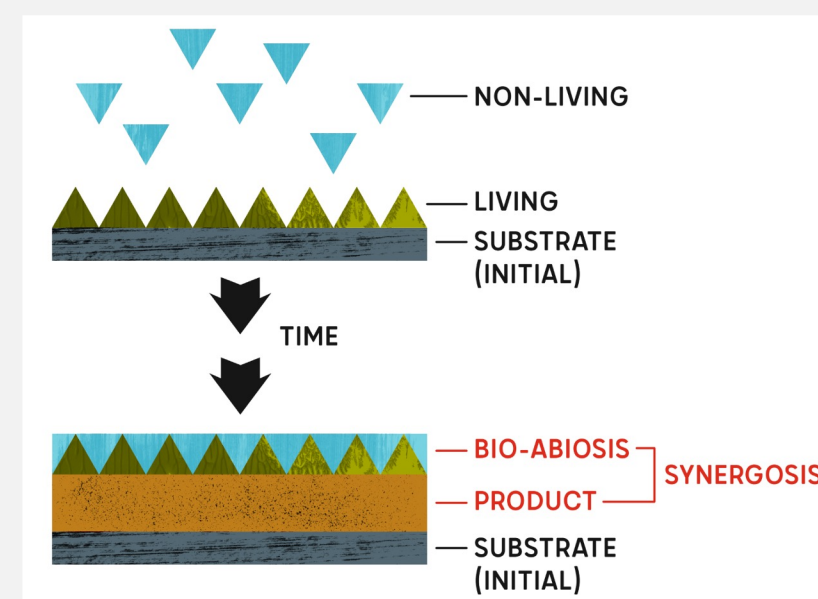 NON-LIVING
LIVING
SUBSTRATE
(INITIAL)
TIME
BIO-ABIOSIS
SYNERGOSIS
PRODUCT
SUBSTRATE
(INITIAL)